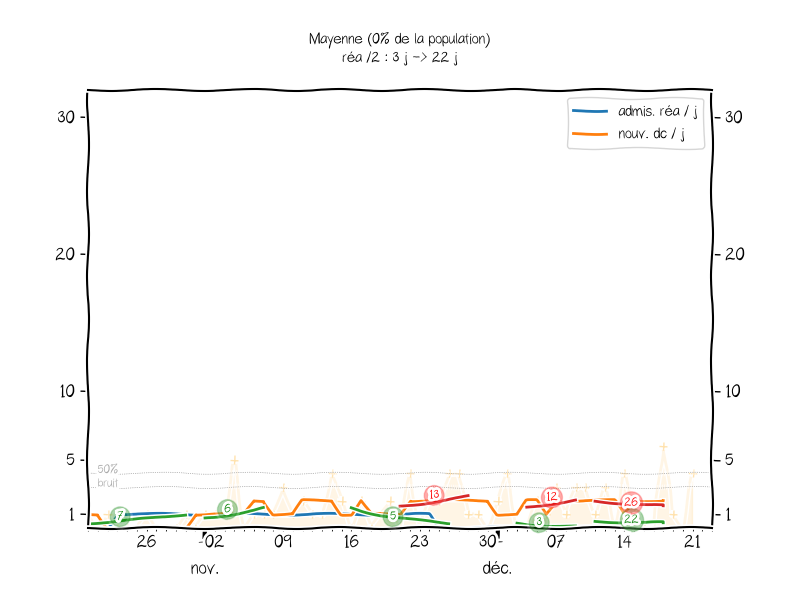 Mayenne (0% de la population)
réa /2 : 3 j -> 22 j
admis. réa / j
nouv. dc / j
30 30
20 20
10 10
5 5
1 1
50%
bruit
13 12 26
7 6 5 3 22
26 02 09 16 23 30 07 14 21
nov. déc.